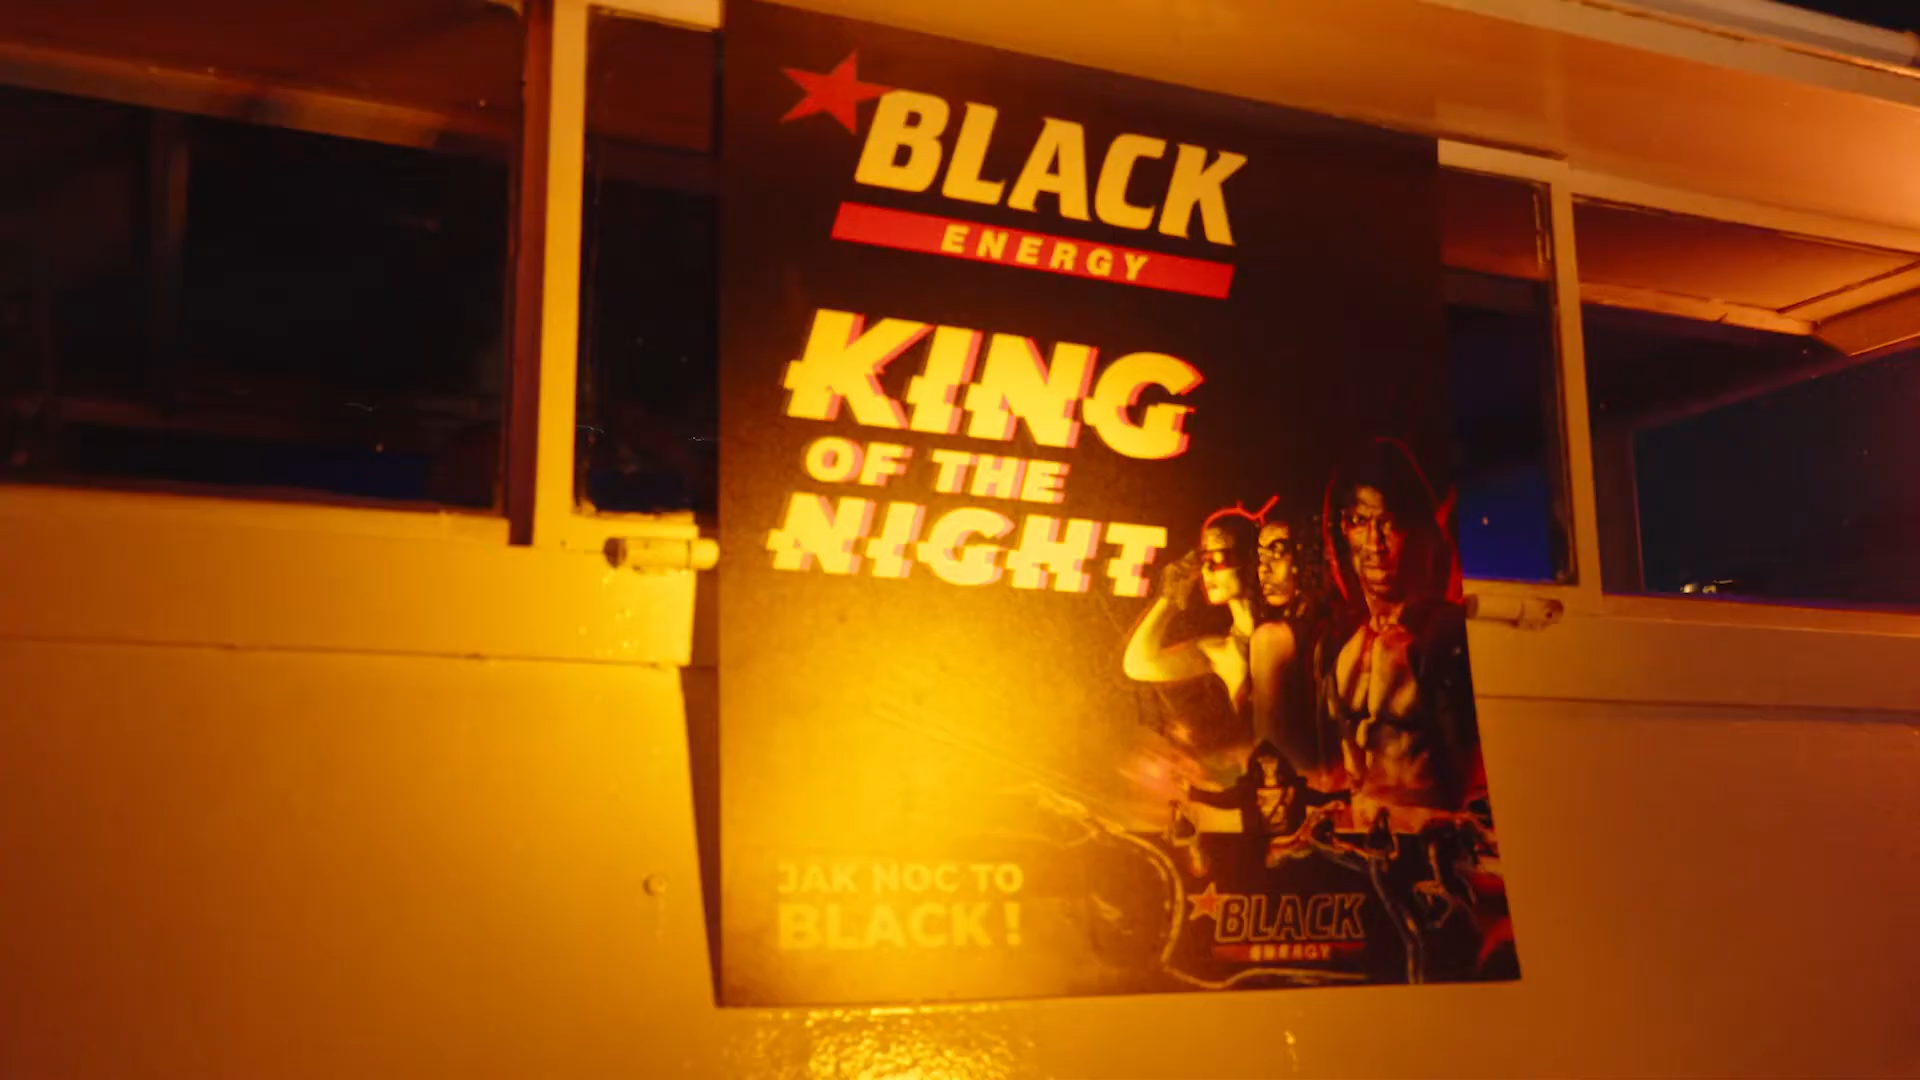 BLACK
ENERGY
KING
OF THE
NIGHT
JAK NOC TO
BLACK!
BLACK
ENERGY